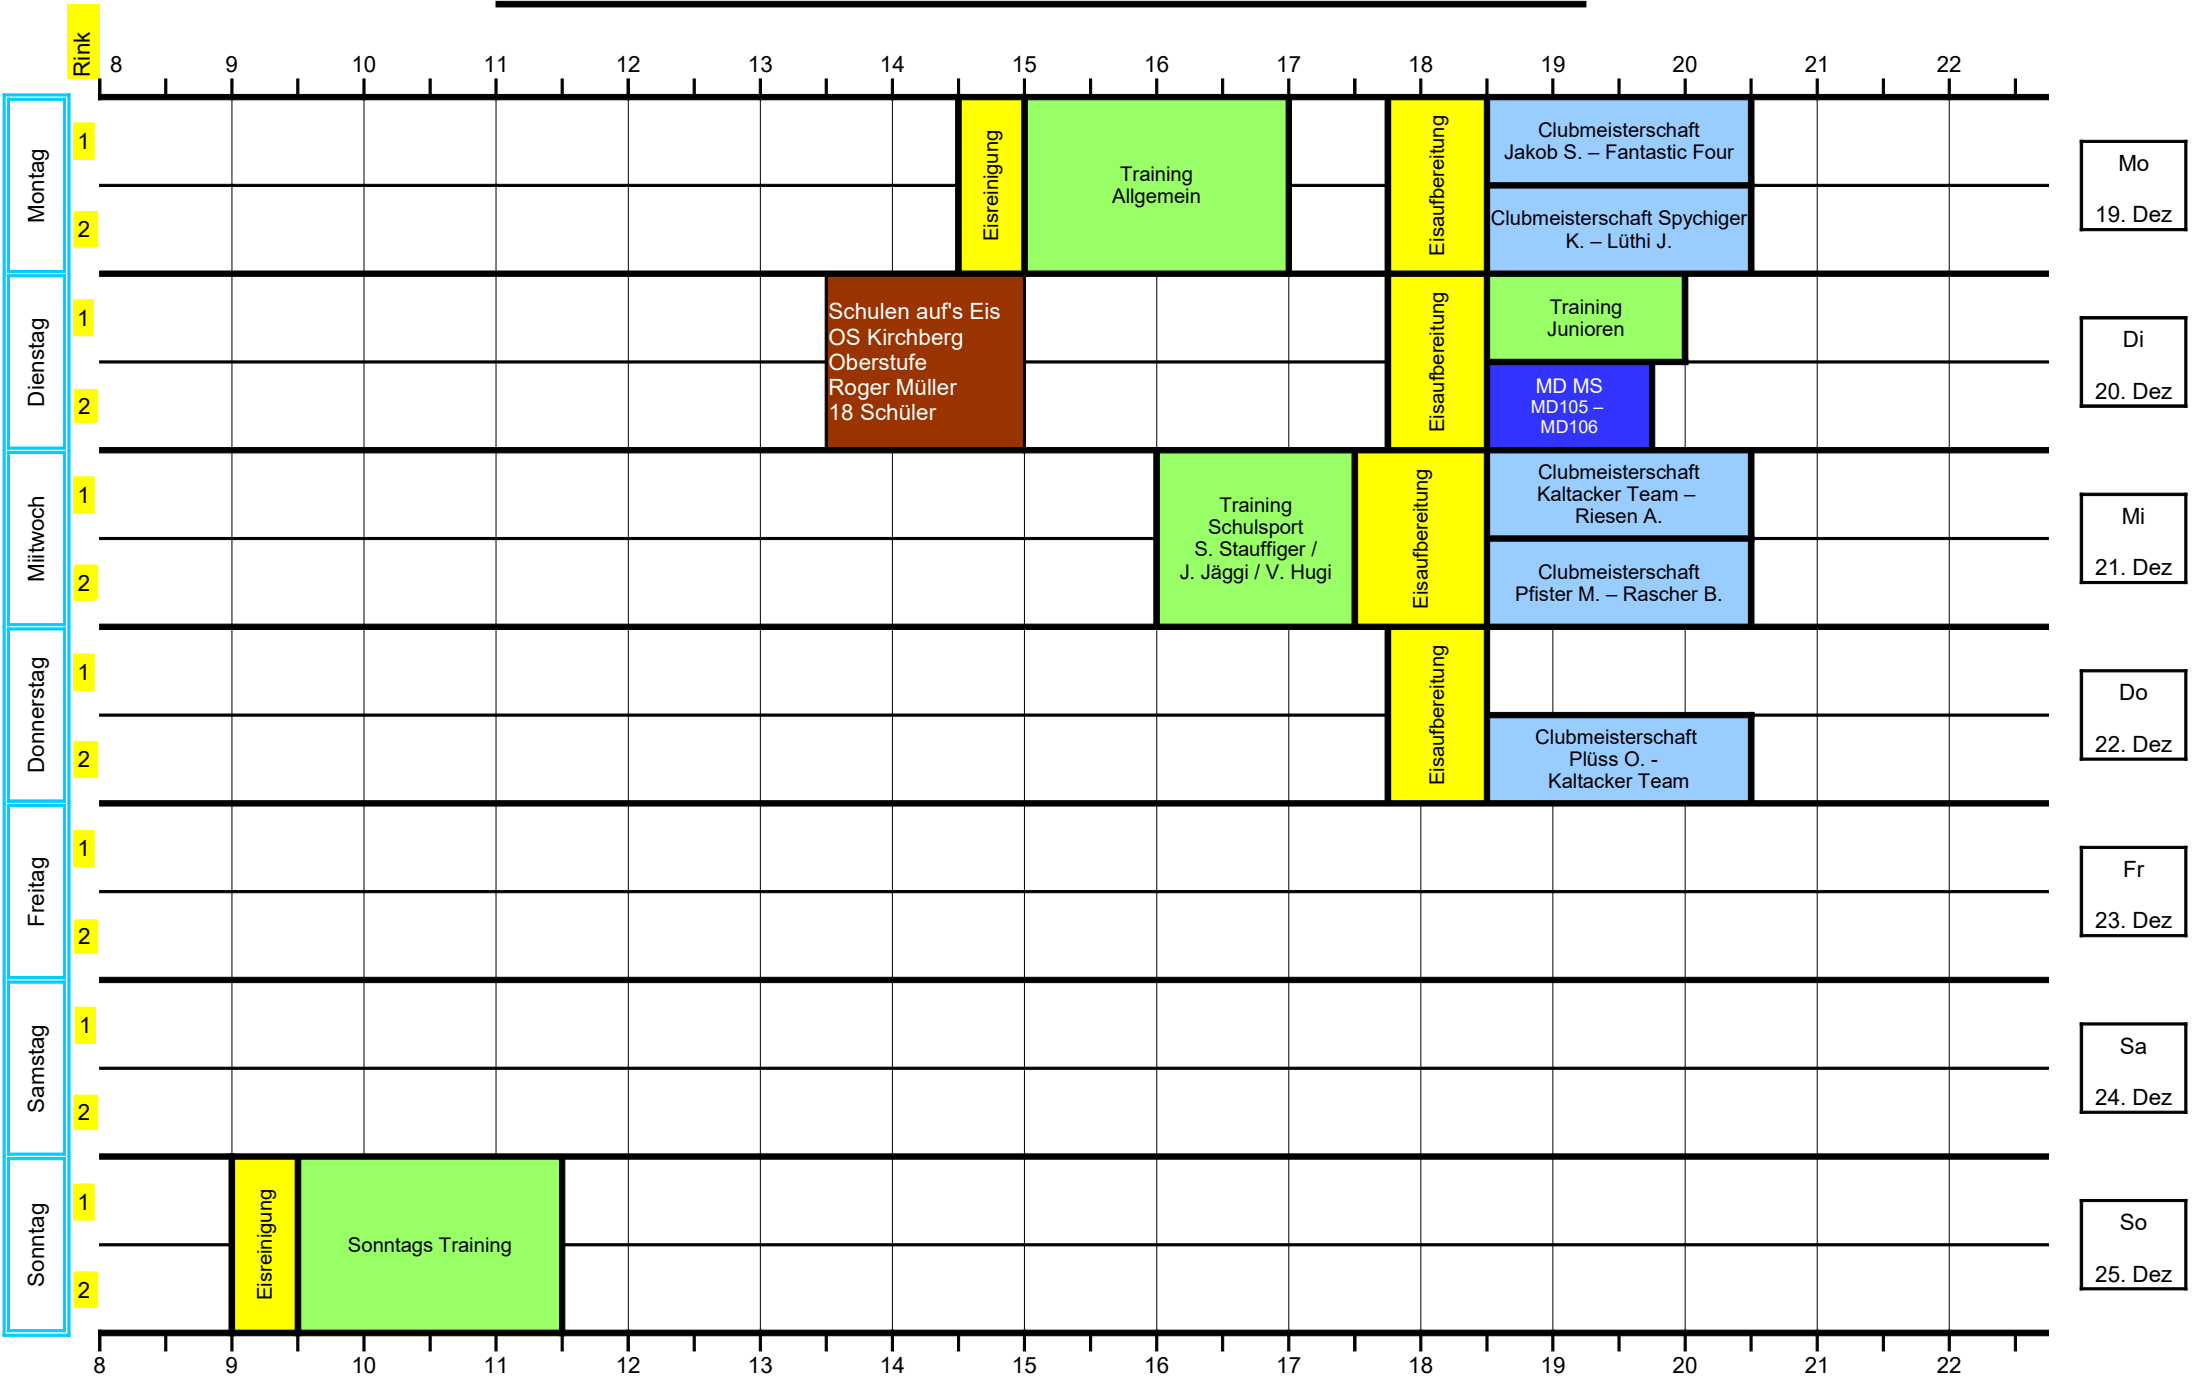 Rink
8 9 10 11 12 13 14 15 16 17 18 19 20 21 22
Montag
1
2
Eisreinigung
Training
Allgemein
Eisaufbereitung
Clubmeisterschaft
Jakob S. – Fantastic Four
Clubmeisterschaft Spychiger
K. – Lüthi J.
Mo
19. Dez
Dienstag
1
2
Schulen auf's Eis
OS Kirchberg
Oberstufe
Roger Müller
18 Schüler
Eisaufbereitung
Training
Junioren
MD MS
MD105 –
MD106
Di
20. Dez
Miitwoch
1
2
Training
Schulsport
S. Stauffiger /
J. Jäggi / V. Hugi
Eisaufbereitung
Clubmeisterschaft
Kaltacker Team –
Riesen A.
Clubmeisterschaft
Pfister M. – Rascher B.
Mi
21. Dez
Donnerstag
1
2
Eisaufbereitung
Clubmeisterschaft
Plüss O. -
Kaltacker Team
Do
22. Dez
Freitag
1
2
Fr
23. Dez
Samstag
1
2
Sa
24. Dez
Sonntag
1
2
Eisreinigung
Sonntags Training
So
25. Dez
8 9 10 11 12 13 14 15 16 17 18 19 20 21 22